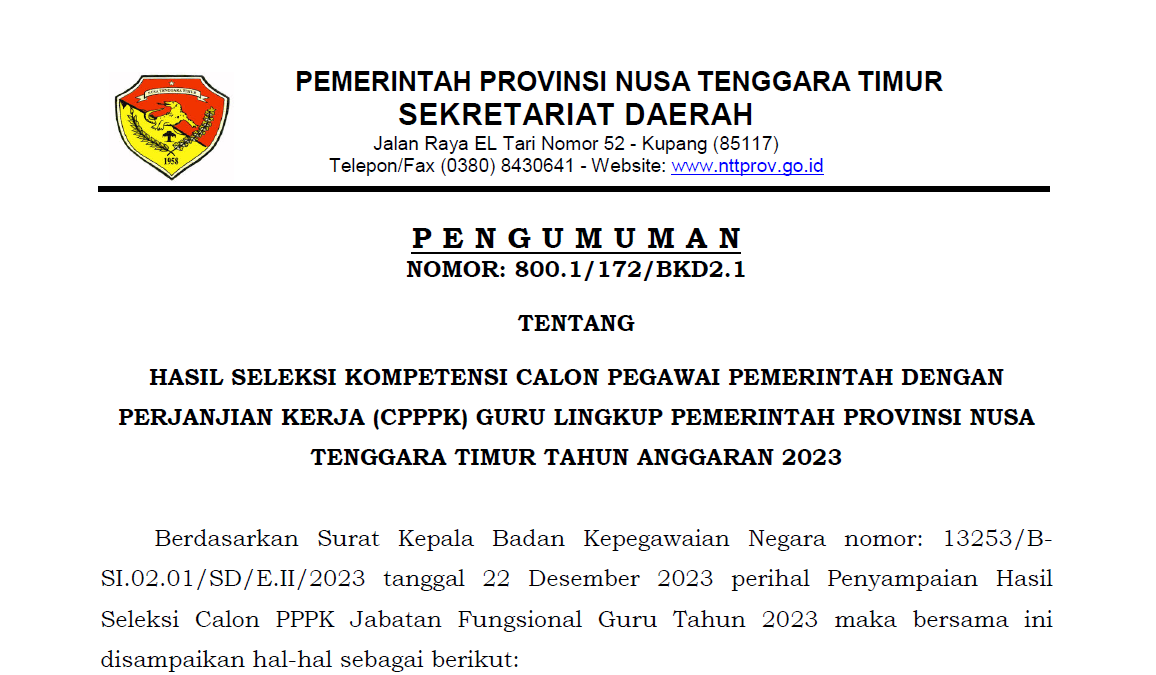 NUSA TENGGARA TIMUR
1958
PEMERINTAH PROVINSI NUSA TENGGARA TIMUR
SEKRETARIAT DAERAH
Jalan Raya EL Tari Nomor 52 - Kupang (85117)
Telepon/Fax (0380) 8430641 - Website: www.nttprov.go.id
P E N G U M U M A N
NOMOR: 800.1/172/BKD2.1
TENTANG
HASIL SELEKSI KOMPETENSI CALON PEGAWAI PEMERINTAH DENGAN
PERJANJIAN KERJA (CPPPK) GURU LINGKUP PEMERINTAH PROVINSI NUSA
TENGGARA TIMUR TAHUN ANGGARAN 2023
Berdasarkan Surat Kepala Badan Kepegawaian Negara nomor: 13253/B-
SI.02.01/SD/E.II/2023 tanggal 22 Desember 2023 perihal Penyampaian Hasil
Seleksi Calon PPPK Jabatan Fungsional Guru Tahun 2023 maka bersama ini
disampaikan hal-hal sebagai berikut: